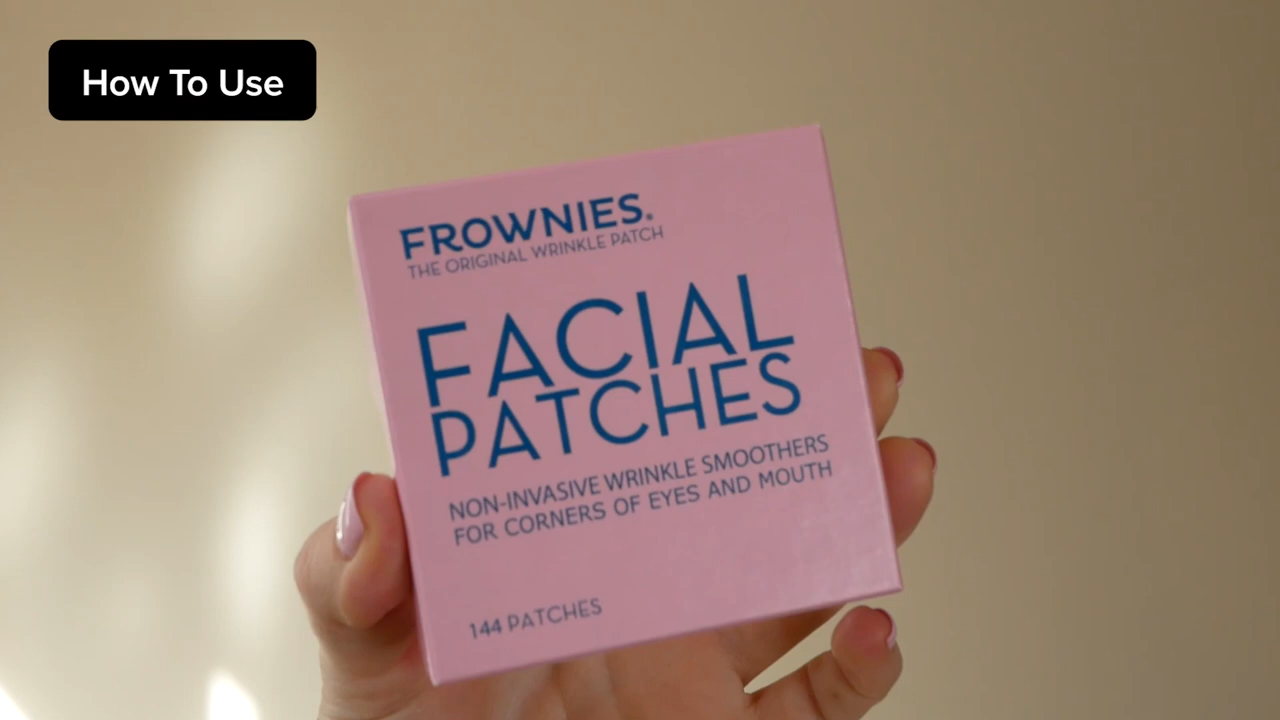 How To Use
FROWNIES®
THE ORIGINAL WRINKLE PATCH
FACIAL
PATCHES
NON-INVASIVE WRINKLE SMOOTHERS
FOR CORNERS OF EYES AND MOUTH
144 PATCHES